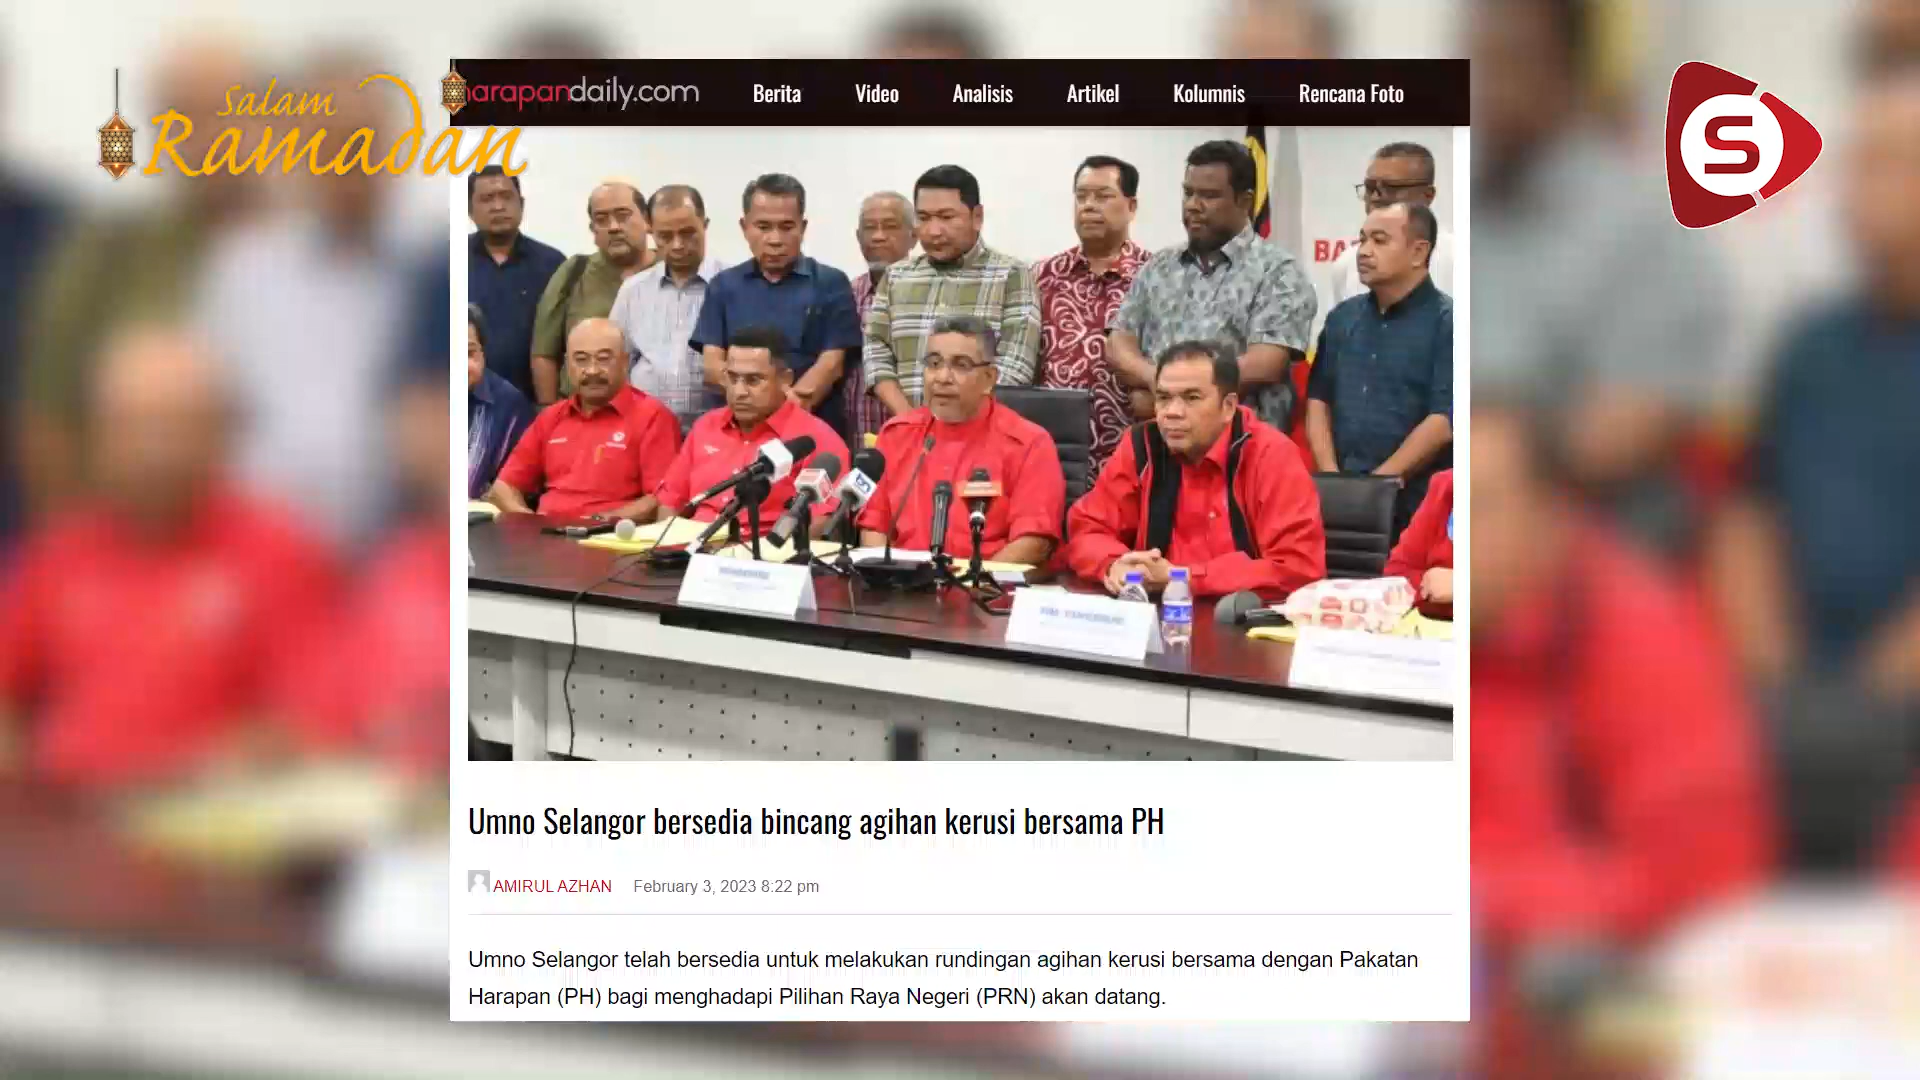 Salam
Ramadan
harapandaily.com
Berita
Video
Analisis
Artikel
Kolumnis
Rencana Foto
S
Umno Selangor bersedia bincang agihan kerusi bersama PH
AMIRUL AZHAN February 3, 2023 8:22 pm
Umno Selangor telah bersedia untuk melakukan rundingan agihan kerusi bersama dengan Pakatan
Harapan (PH) bagi menghadapi Pilihan Raya Negeri (PRN) akan datang.